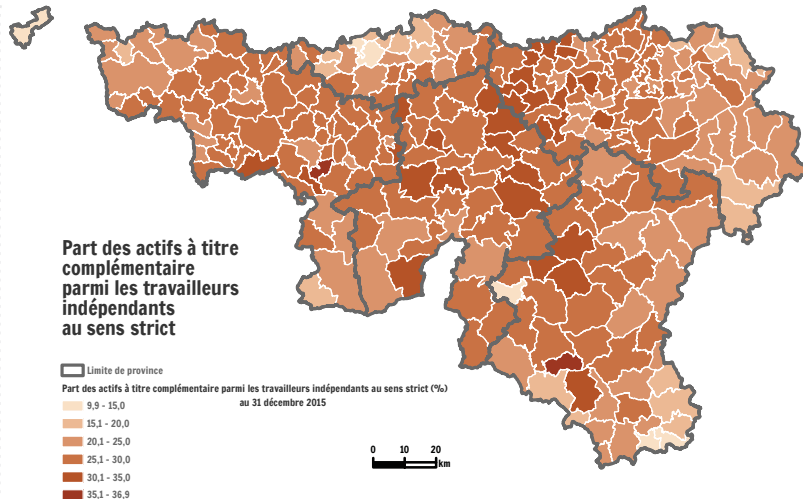 Part des actifs à titre
complémentaire
parmi les travailleurs
indépendants
au sens strict
Limite de province
Part des actifs à titre complémentaire parmi les travailleurs indépendants au sens strict (%)
au 31 décembre 2015
9,9 - 15,0
15,1 - 20,0
20,1 - 25,0
25,1 - 30,0
30,1 - 35,0
35,1 - 36,9
0 10 20
km